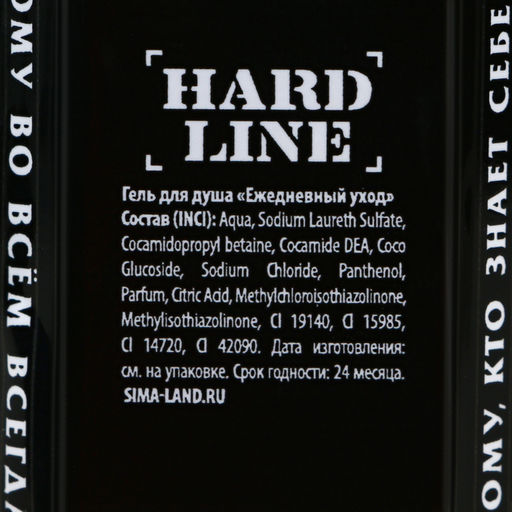 HARD
LINE
Гель для душа «Ежедневный уход»
Состав (INCI): Aqua, Sodium Laureth Sulfate,
Cocamidopropyl betaine, Cocamide DEA, Coco
Glucoside, Sodium Chloride, Panthenol,
Parfum, Citric Acid, Methylchloroisothiazolinone,
Methylisothiazolinone, CI 19140, CI 15985,
CI 14720, CI 42090. Дата изготовления:
см. на упаковке. Срок годности: 24 месяца.
SIMA-LAND.RU
ОМУ ВО ВСЁМ ВСЕГДА
ОМУ, КТО ЗНАЕТ СЕБЕ